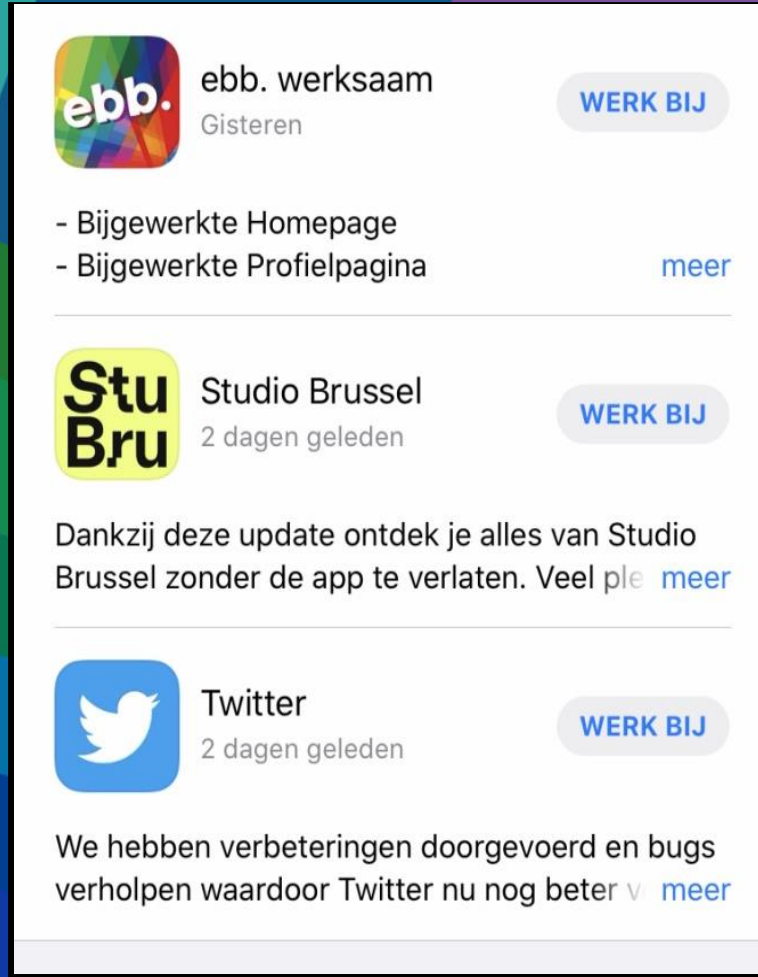 ebb.
ebb. werksaam
Gisteren
WERK BIJ
- Bijgewerkte Homepage
- Bijgewerkte Profielpagina meer
Stu
Bru
Studio Brussel
2 dagen geleden
WERK BIJ
Dankzij deze update ontdek je alles van Studio
Brussel zonder de app te verlaten. Veel meer
Twitter
2 dagen geleden
WERK BIJ
We hebben verbeteringen doorgevoerd en bugs
verholpen waardoor Twitter nu nog beter meer